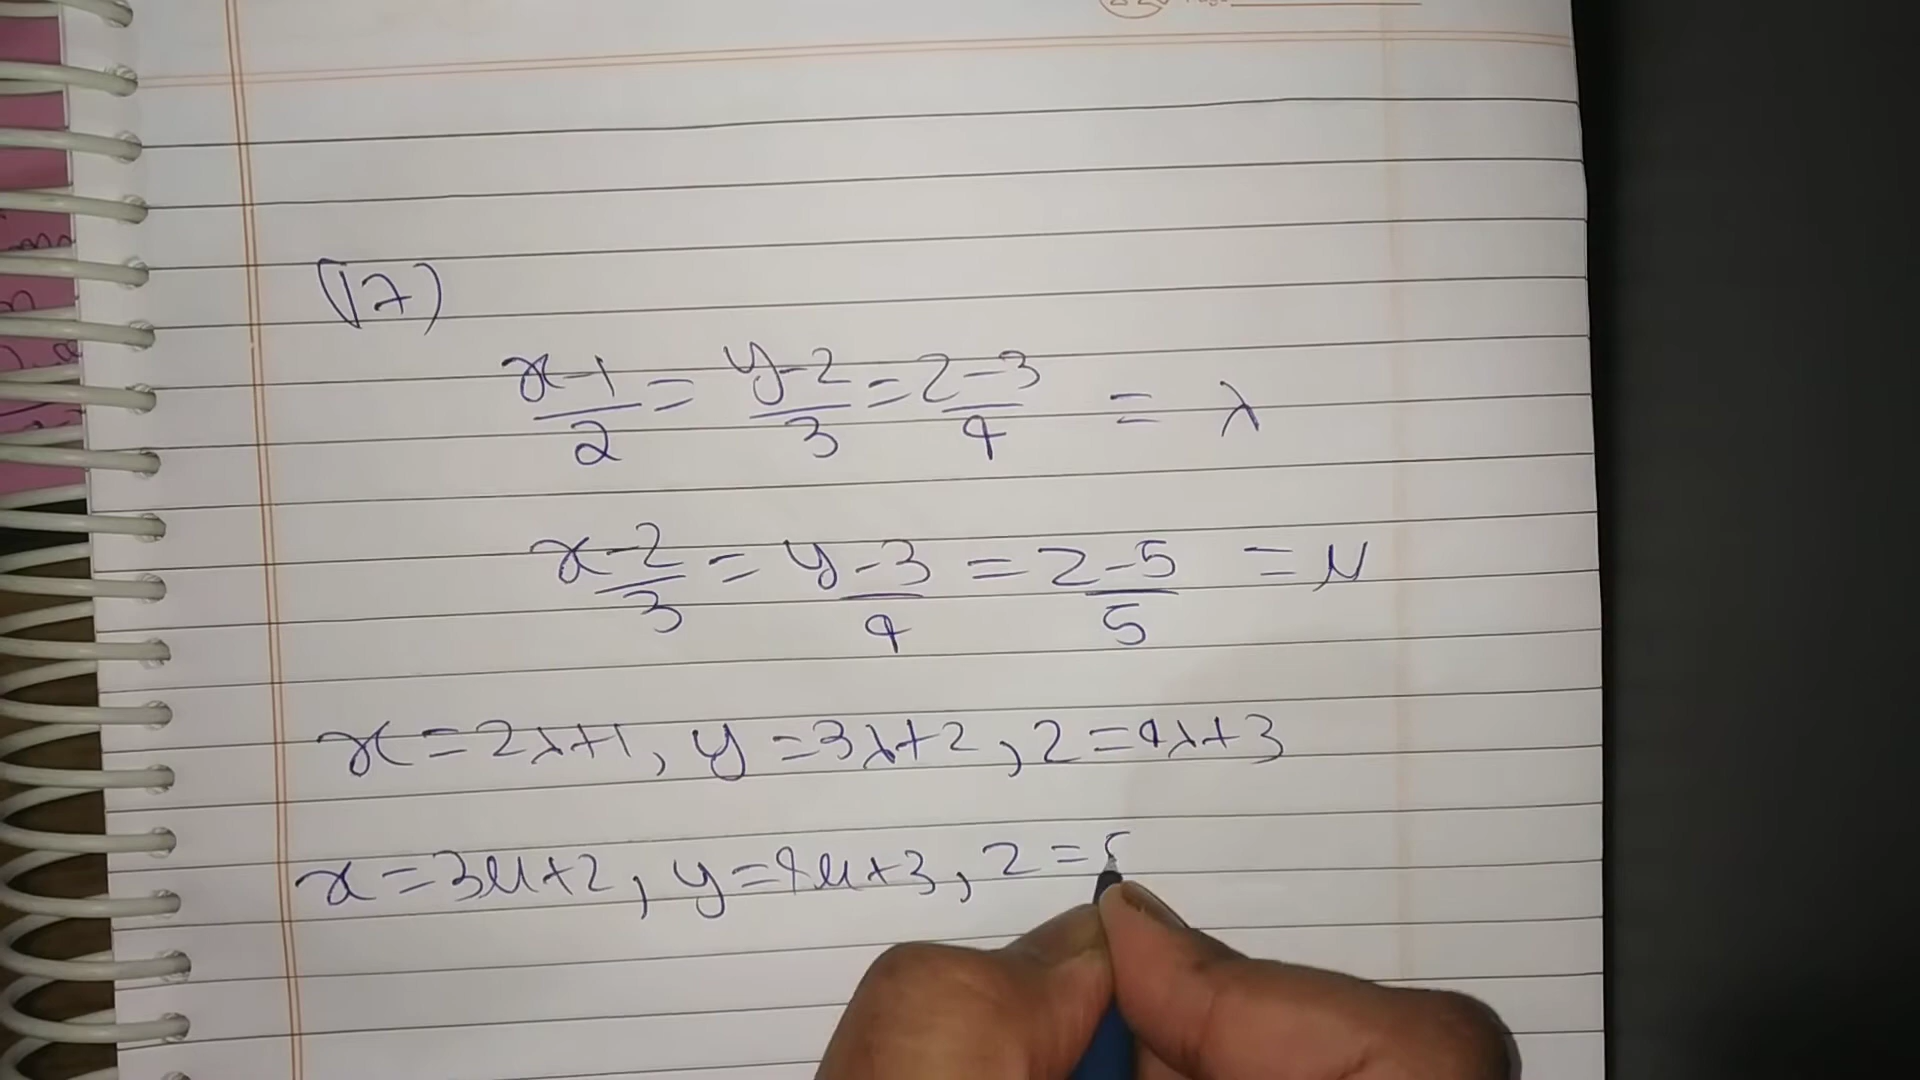 (17)
x-1/2 = y-2/3 = z-3/4 = λ
x-2/3 = y-3/4 = z-5/5 = μ
x = 2λ+1, y = 3λ+2, z = 4λ+3
x = 3μ+2, y = 4μ+3, z = 5